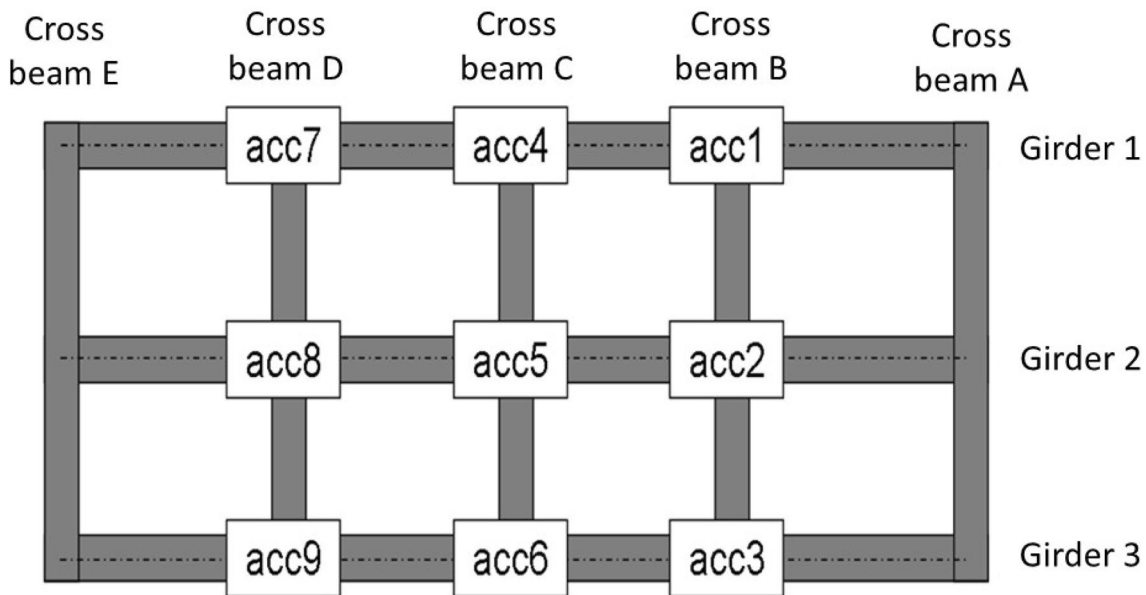 Cross
beam E
Cross
beam D
Cross
beam C
Cross
beam B
Cross
beam A
acc7
acc4
acc1
Girder 1
acc8
acc5
acc2
Girder 2
acc9
acc6
acc3
Girder 3